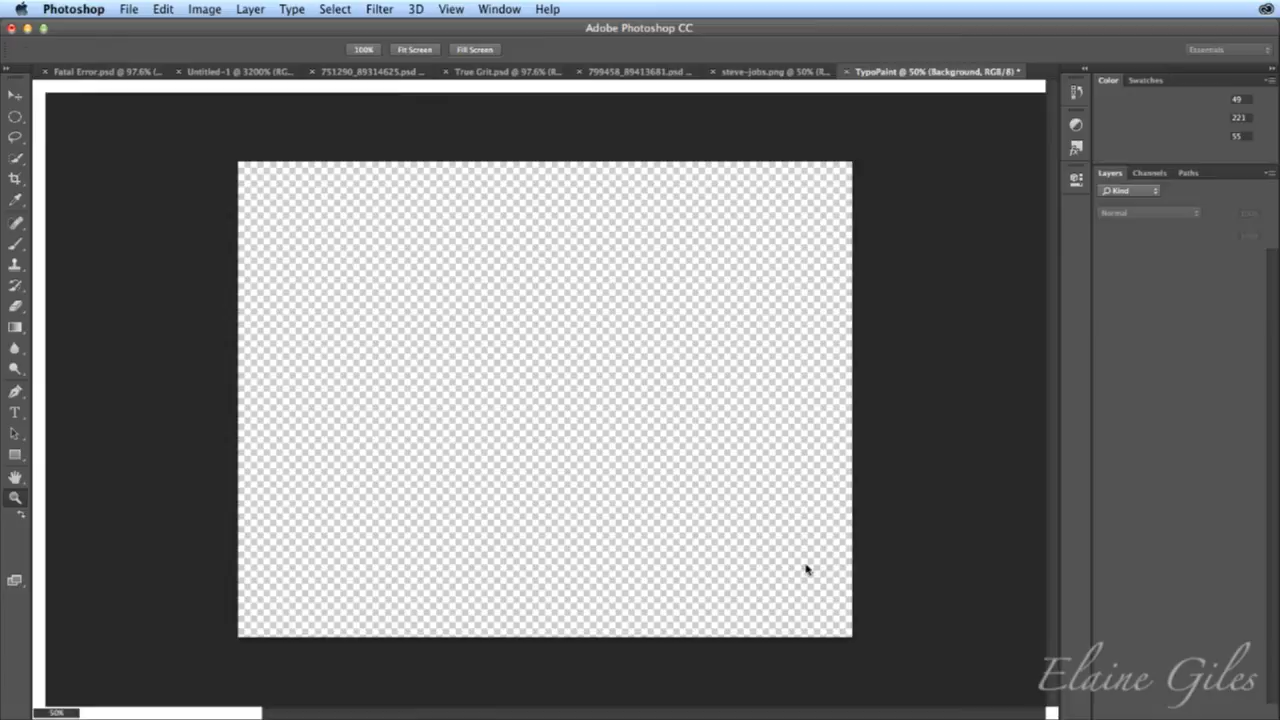 Photoshop File Edit Image Layer Type Select Filter 3D View Window Help
Adobe Photoshop CC
100% Fit Screen Fill Screen Essentials
Fatal Error.psd @ 97.6% (... Untitled-1 @ 3200% (RG... 751290_89314625.psd ... True Grit.psd @ 97.6% (R... 799458_89413681.psd ... steve-jobs.png @ 50% (R... TypoPaint @ 50% (Background, RGB/8) *
Color Swatches
49
221
55
Layers Channels Paths
Kind
Normal
Elaine Giles
50%